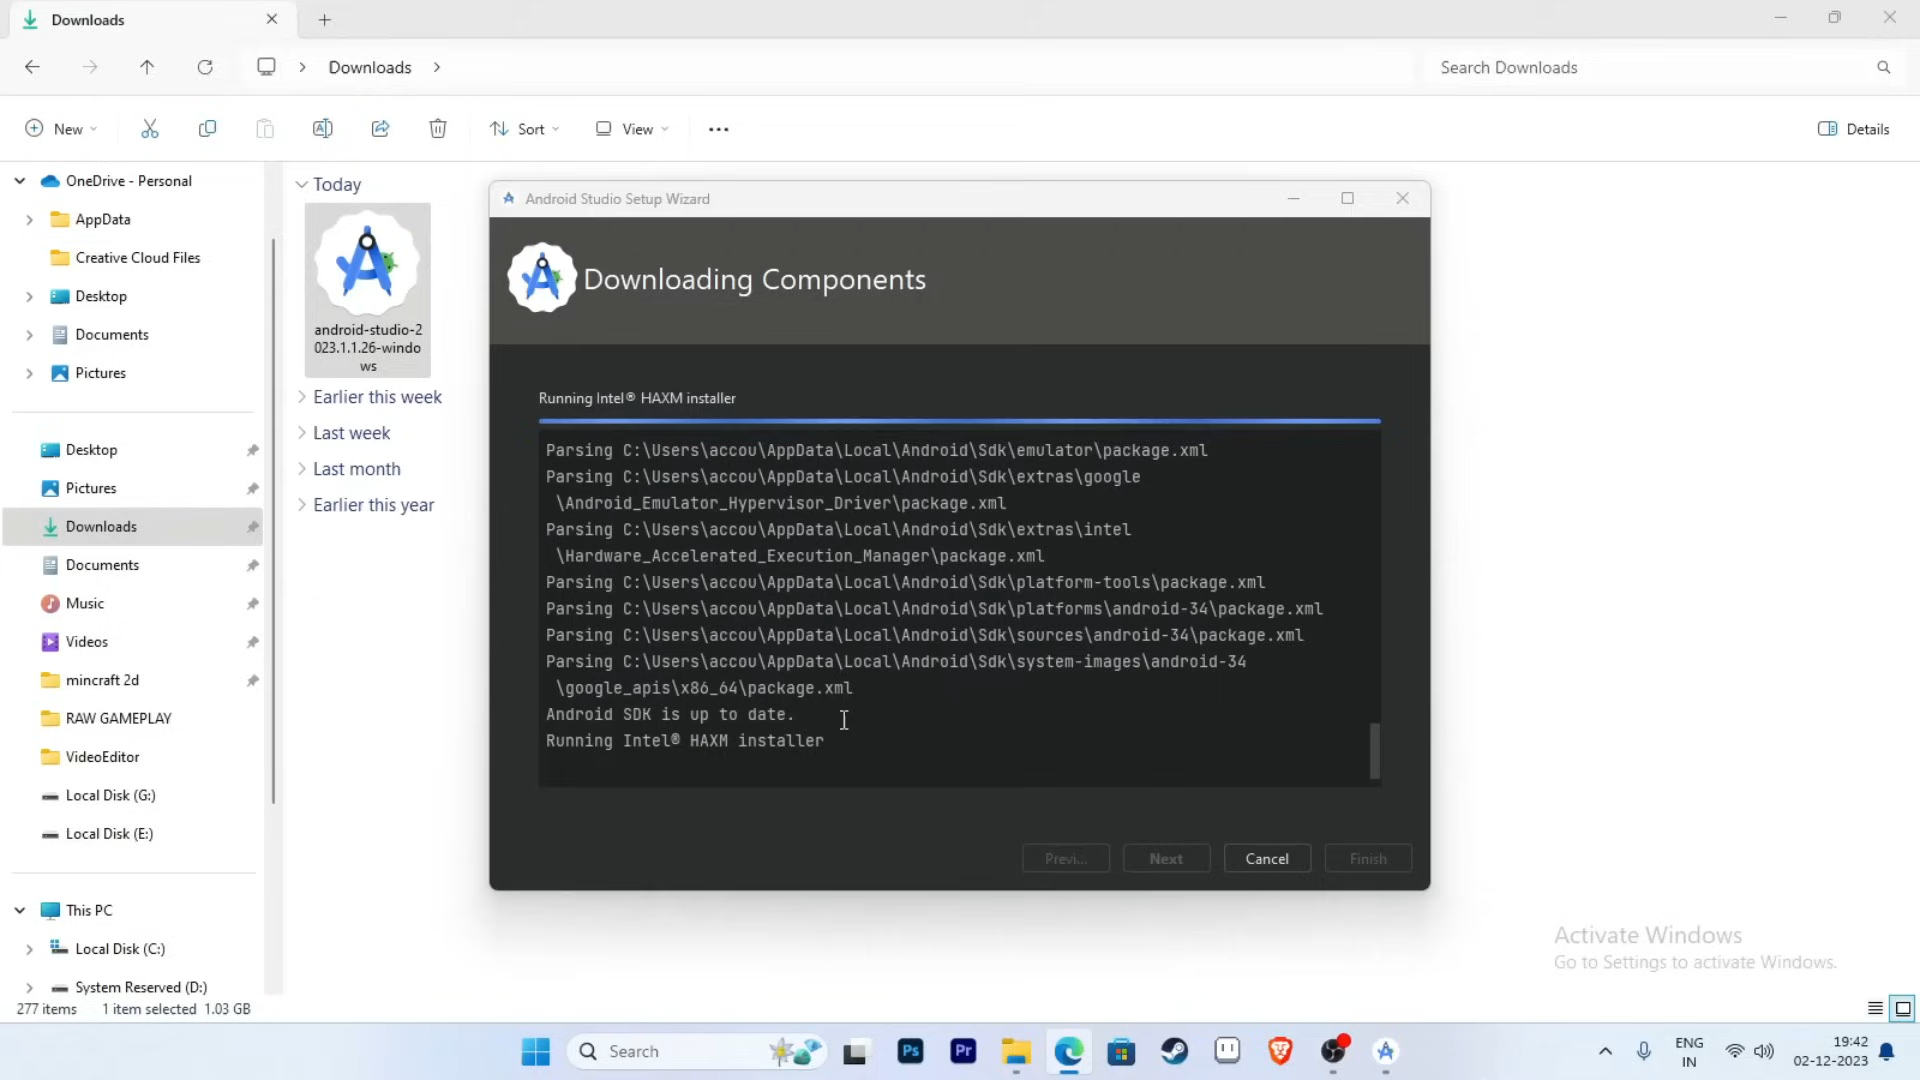 Downloads
Downloads
Search Downloads
New
Sort
View
Details
OneDrive - Personal
AppData
Creative Cloud Files
Desktop
Documents
Pictures
Desktop
Pictures
Downloads
Documents
Music
Videos
mincraft 2d
RAW GAMEPLAY
VideoEditor
Local Disk (G:)
Local Disk (E:)
This PC
Local Disk (C:)
System Reserved (D:)
277 items 1 item selected 1.03 GB
Today
android-studio-2
023.1.1.26-windo
ws
Earlier this week
Last week
Last month
Earlier this year
Android Studio Setup Wizard
Downloading Components
Running Intel® HAXM installer
Parsing C:\Users\accou\AppData\Local\Android\Sdk\emulator\package.xml
Parsing C:\Users\accou\AppData\Local\Android\Sdk\extras\google
\Android_Emulator_Hypervisor_Driver\package.xml
Parsing C:\Users\accou\AppData\Local\Android\Sdk\extras\intel
\Hardware_Accelerated_Execution_Manager\package.xml
Parsing C:\Users\accou\AppData\Local\Android\Sdk\platform-tools\package.xml
Parsing C:\Users\accou\AppData\Local\Android\Sdk\platforms\android-34\package.xml
Parsing C:\Users\accou\AppData\Local\Android\Sdk\sources\android-34\package.xml
Parsing C:\Users\accou\AppData\Local\Android\Sdk\system-images\android-34
\google_apis\x86_64\package.xml
Android SDK is up to date.
Running Intel® HAXM installer
Previ...
Next
Cancel
Finish
Activate Windows
Go to Settings to activate Windows.
Search
Ps
Pr
ENG
IN
19:42
02-12-2023